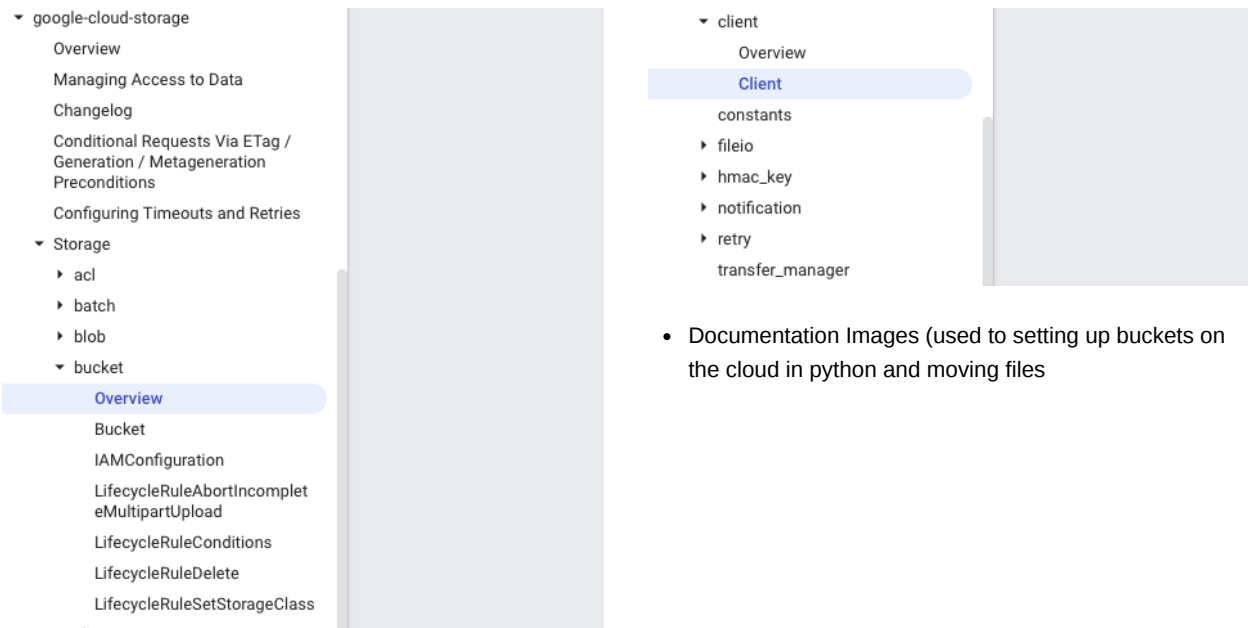 google-cloud-storage
Overview
Managing Access to Data
Changelog
Conditional Requests Via ETag /
Generation / Metageneration
Preconditions
Configuring Timeouts and Retries
Storage
acl
batch
blob
bucket
Overview
Bucket
IAMConfiguration
LifecycleRuleAbortIncomplet
eMultipartUpload
LifecycleRuleConditions
LifecycleRuleDelete
LifecycleRuleSetStorageClass
client
Overview
Client
constants
fileio
hmac_key
notification
retry
transfer_manager
• Documentation Images (used to setting up buckets on
the cloud in python and moving files